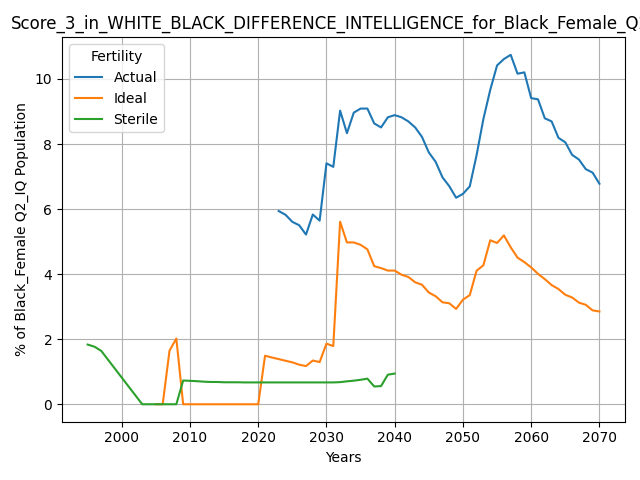 Score_3_in_WHITE_BLACK_DIFFERENCE_INTELLIGENCE_for_Black_Female_Q
Fertility
Actual
Ideal
Sterile
% of Black_Female Q2_IQ Population
10
8
6
4
2
0
2000 2010 2020 2030 2040 2050 2060 2070
Years